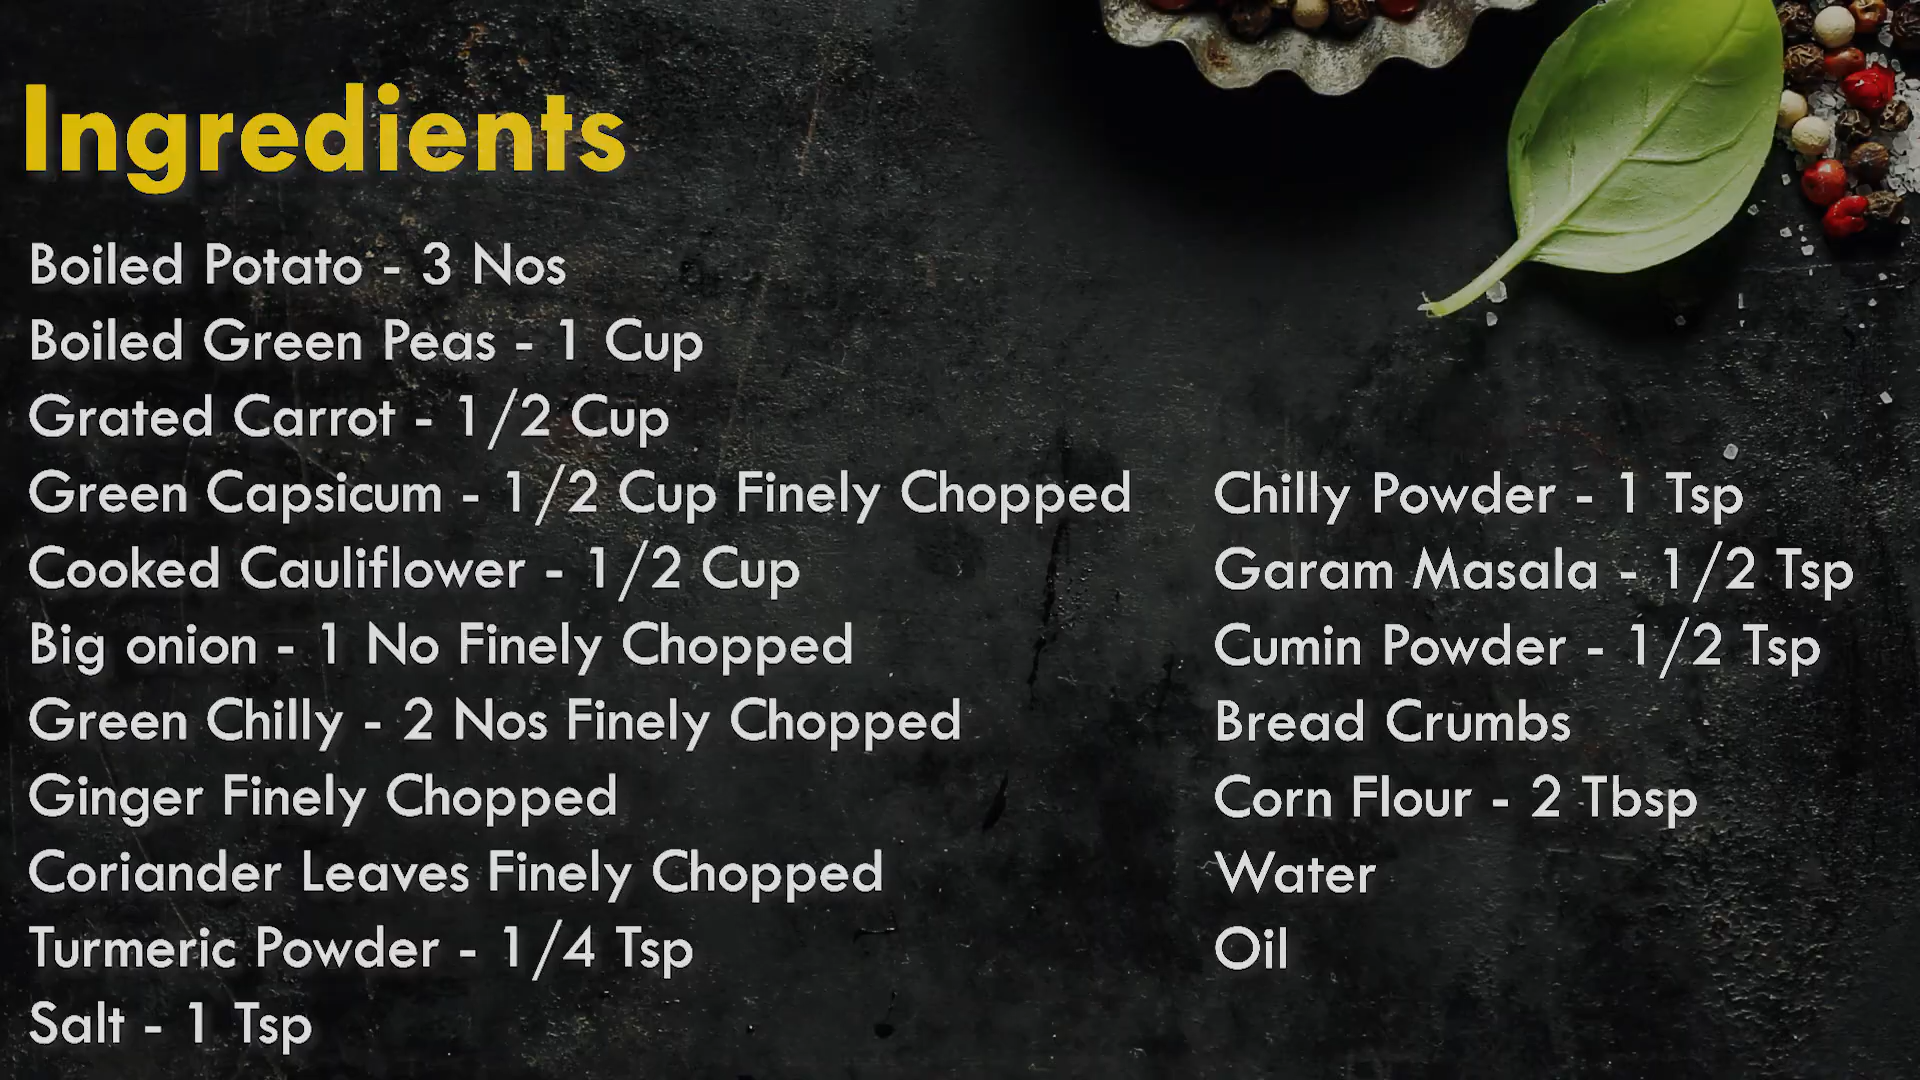 Ingredients
Boiled Potato - 3 Nos
Boiled Green Peas - 1 Cup
Grated Carrot - 1/2 Cup
Green Capsicum - 1/2 Cup Finely Chopped
Cooked Cauliflower - 1/2 Cup
Big onion - 1 No Finely Chopped
Green Chilly - 2 Nos Finely Chopped
Ginger Finely Chopped
Coriander Leaves Finely Chopped
Turmeric Powder - 1/4 Tsp
Salt - 1 Tsp
Chilly Powder - 1 Tsp
Garam Masala - 1/2 Tsp
Cumin Powder - 1/2 Tsp
Bread Crumbs
Corn Flour - 2 Tbsp
Water
Oil